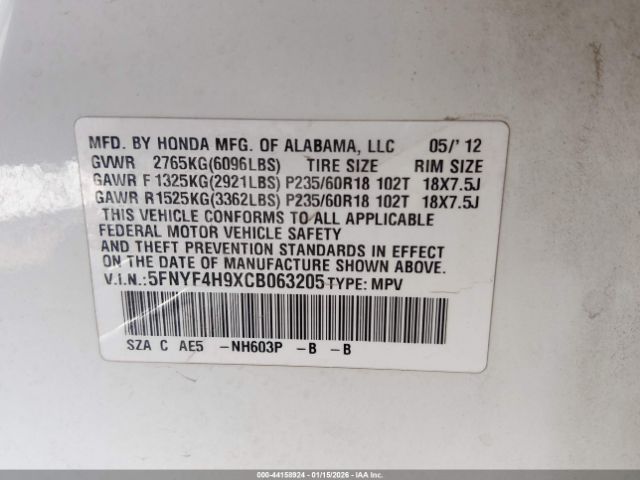 MFD. BY HONDA MFG. OF ALABAMA, LLC 05/' 12
GVWR 2765KG(6096LBS) TIRE SIZE RIM SIZE
GAWR F 1325KG(2921LBS) P235/60R18 102T 18X7.5J
GAWR R1525KG(3362LBS) P235/60R18 102T 18X7.5J
THIS VEHICLE CONFORMS TO ALL APPLICABLE
FEDERAL MOTOR VEHICLE SAFETY
AND THEFT PREVENTION STANDARDS IN EFFECT
ON THE DATE OF MANUFACTURE SHOWN ABOVE.
V.I.N.:5FNYF4H9XCB063205 TYPE: MPV
SZA C AE5 -NH603P -B -B
000-44158924 - 01/15/2026 - IAA Inc.